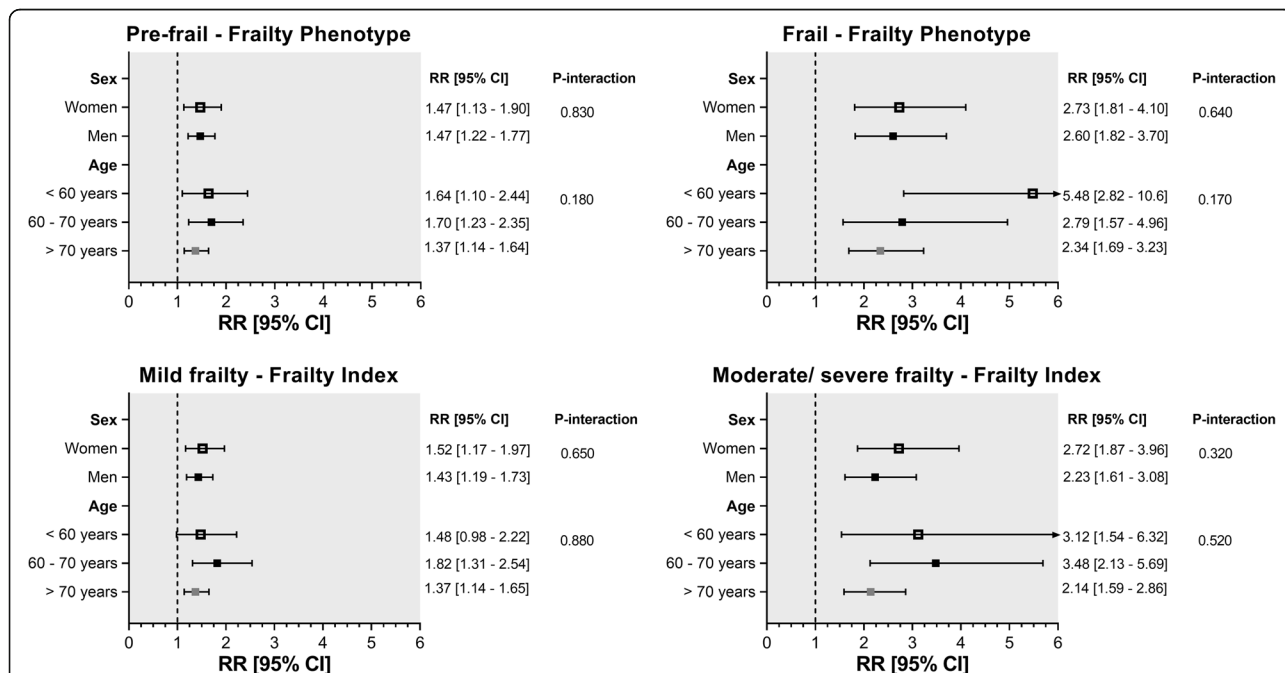 Pre-frail - Frailty Phenotype
Sex RR [95% CI] P-interaction
Women 1.47 [1.13 - 1.90] 0.830
Men 1.47 [1.22 - 1.77]
Age
< 60 years 1.64 [1.10 - 2.44] 0.180
60 - 70 years 1.70 [1.23 - 2.35]
> 70 years 1.37 [1.14 - 1.64]
0 1 2 3 4 5 6
RR [95% CI]
Frail - Frailty Phenotype
Sex RR [95% CI] P-interaction
Women 2.73 [1.81 - 4.10] 0.640
Men 2.60 [1.82 - 3.70]
Age
< 60 years 5.48 [2.82 - 10.6] 0.170
60 - 70 years 2.79 [1.57 - 4.96]
> 70 years 2.34 [1.69 - 3.23]
0 1 2 3 4 5 6
RR [95% CI]
Mild frailty - Frailty Index
Sex RR [95% CI] P-interaction
Women 1.52 [1.17 - 1.97] 0.650
Men 1.43 [1.19 - 1.73]
Age
< 60 years 1.48 [0.98 - 2.22] 0.880
60 - 70 years 1.82 [1.31 - 2.54]
> 70 years 1.37 [1.14 - 1.65]
0 1 2 3 4 5 6
RR [95% CI]
Moderate/ severe frailty - Frailty Index
Sex RR [95% CI] P-interaction
Women 2.72 [1.87 - 3.96] 0.320
Men 2.23 [1.61 - 3.08]
Age
< 60 years 3.12 [1.54 - 6.32] 0.520
60 - 70 years 3.48 [2.13 - 5.69]
> 70 years 2.14 [1.59 - 2.86]
0 1 2 3 4 5 6
RR [95% CI]